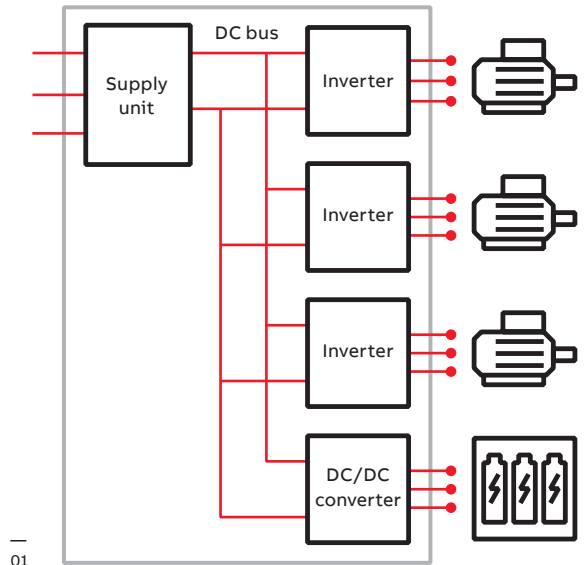 DC bus
Supply
unit
Inverter
Inverter
Inverter
DC/DC
converter
01